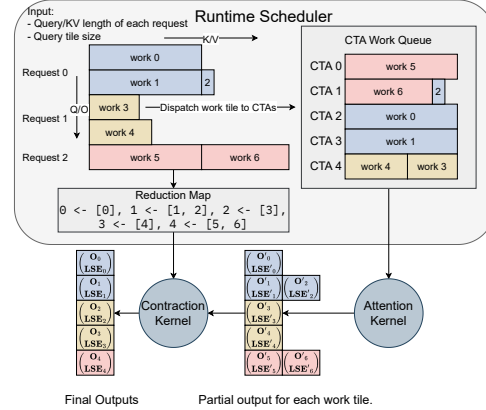 Input:
- Query/KV length of each request
- Query tile size
Runtime Scheduler
K/V
Q/O
Request 0
work 0
work 1
2
Request 1
work 3
work 4
Request 2
work 5
work 6
Dispatch work tile to CTAs
CTA Work Queue
CTA 0
work 5
CTA 1
work 6
2
CTA 2
work 0
CTA 3
work 1
CTA 4
work 4
work 3
Reduction Map
0 <- [0], 1 <- [1, 2], 2 <- [3],
3 <- [4], 4 <- [5, 6]
O₀
LSE₀
O₁
LSE₁
O₂
LSE₂
O₃
LSE₃
O₄
LSE₄
Contraction
Kernel
O'₀
LSE'₀
O'₁
LSE'₁
O'₂
LSE'₂
O'₃
LSE'₃
O'₄
LSE'₄
O'₅
LSE'₅
O'₆
LSE'₆
Attention
Kernel
Final Outputs
Partial output for each work tile.